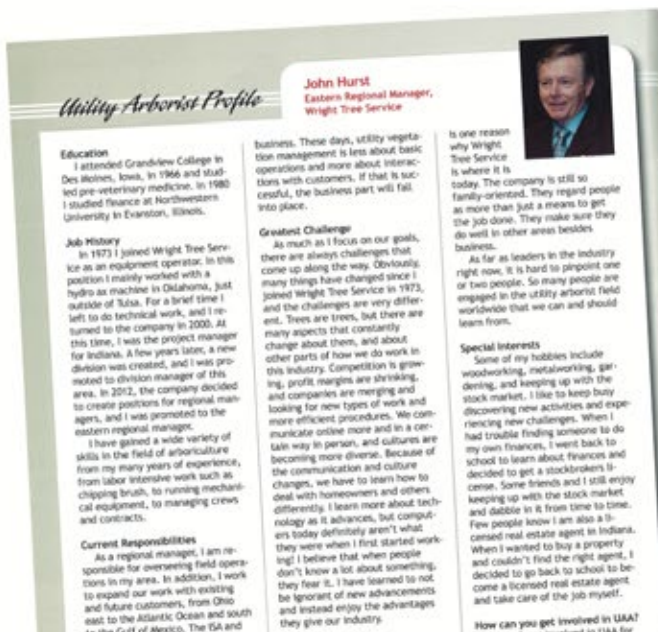 Utility Arborist Profile
John Hurst
Eastern Regional Manager,
Wright Tree Service
Education
I attended Grandview College in
Des Moines, Iowa, in 1966 and stud-
ied pre-veterinary medicine. In 1980
I studied finance at Northwestern
University in Evanston, Illinois.
Job History
In 1973 I joined Wright Tree Serv-
ice as an equipment operator. In this
position I mainly worked with a
hydro ax machine in Oklahoma, just
outside of Tulsa. For a brief time I
left to do technical work, and I re-
turned to the company in 2000. At
this time, I was the project manager
for Indiana. A few years later, a new
division was created, and I was pro-
moted to division manager of this
area. In 2012, the company decided
to create positions for regional man-
agers, and I was promoted to the
eastern regional manager.
I have gained a wide variety of
skills in the field of arboriculture
from my many years of experience,
from labor intensive work such as
chipping brush, to running mechani-
cal equipment, to managing crews
and contracts.
Current Responsibilities
As a regional manager, I am re-
sponsible for overseeing field opera-
tions in my area. In addition, I work
to expand our work with existing
and future customers, from Ohio
east to the Atlantic Ocean and south
to the Gulf of Mexico. The ISA and
business. These days, utility vegeta-
tion management is less about basic
operations and more about interac-
tions with customers. If that is suc-
cessful, the business part will fall
into place.
Greatest Challenge
As much as I focus on our goals,
there are always challenges that
come up along the way. Obviously,
many things have changed since I
joined Wright Tree Service in 1973,
and the challenges are very differ-
ent. Trees are trees, but there are
many aspects that constantly
change about them, and about
other parts of how we do work in
this industry. Competition is grow-
ing, profit margins are shrinking,
and companies are merging and
looking for new types of work and
more efficient procedures. We com-
municate online more and in a cer-
tain way in person, and cultures are
becoming more diverse. Because of
the communication and culture
changes, we have to learn how to
deal with homeowners and others
differently. I learn more about tech-
nology as it advances, but comput-
ers today definitely aren't what
they were when I first started work-
ing! I believe that when people
don't know a lot about something,
they fear it. I have learned to not
be ignorant of new advancements
and instead enjoy the advantages
they give our industry.
is one reason
why Wright
Tree Service
is where it is
today. The company is still so
family-oriented. They regard people
as more than just a means to get
the job done. They make sure they
do well in other areas besides
business.
As far as leaders in the industry
right now, it is hard to pinpoint one
or two people. So many people are
engaged in the utility arborist field
worldwide that we can and should
learn from.
Special Interests
Some of my hobbies include
woodworking, metalworking, gar-
dening, and keeping up with the
stock market. I like to keep busy
discovering new activities and expe-
riencing new challenges. When I
had trouble finding someone to do
my own finances, I went back to
school to learn about finances and
decided to get a stockbrokers li-
cense. Some friends and I still enjoy
keeping up with the stock market
and dabble in it from time to time.
Few people know I am also a li-
censed real estate agent in Indiana.
When I wanted to buy a property
and couldn't find the right agent, I
decided to go back to school to be-
come a licensed real estate agent
and take care of the job myself.
How can you get involved in UAA?
involved in UAA for